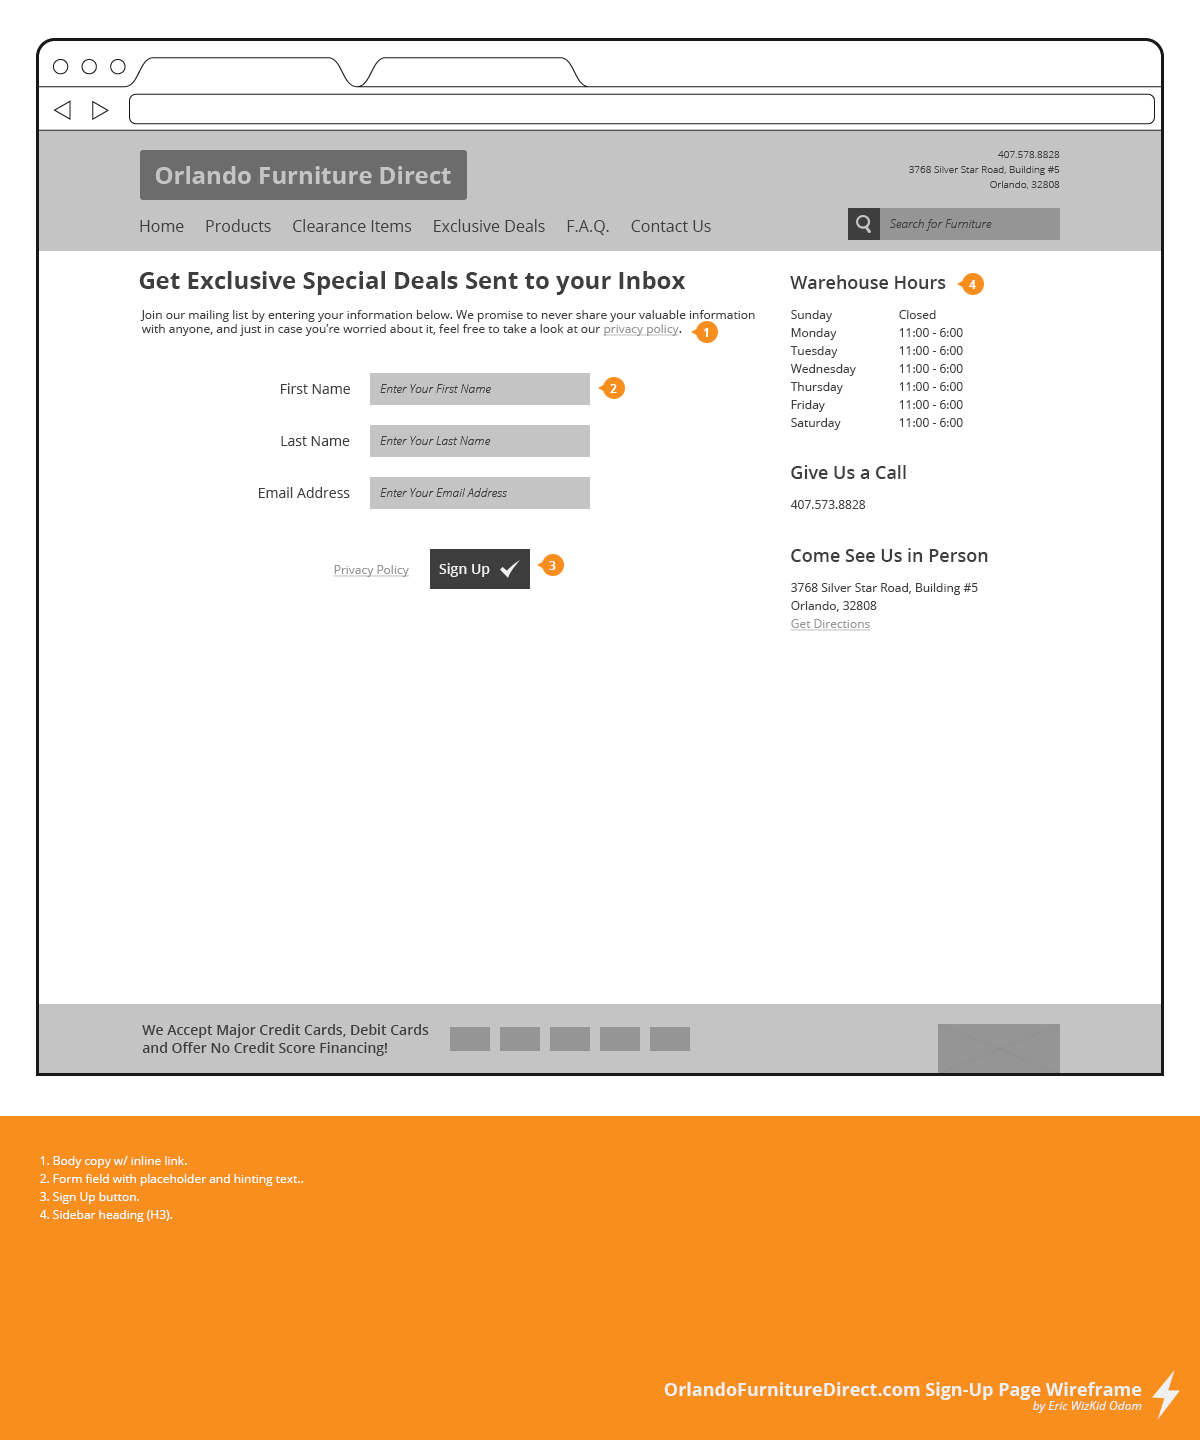 Orlando Furniture Direct
407.578.8828
3768 Silver Star Road, Building #5
Orlando, 32808
Home Products Clearance Items Exclusive Deals F.A.Q. Contact Us
Search for Furniture
Get Exclusive Special Deals Sent to your Inbox
Join our mailing list by entering your information below. We promise to never share your valuable information
with anyone, and just in case you're worried about it, feel free to take a look at our privacy policy.
1
First Name Enter Your First Name 2
Last Name Enter Your Last Name
Email Address Enter Your Email Address
Privacy Policy Sign Up 3
Warehouse Hours 4
Sunday Closed
Monday 11:00 - 6:00
Tuesday 11:00 - 6:00
Wednesday 11:00 - 6:00
Thursday 11:00 - 6:00
Friday 11:00 - 6:00
Saturday 11:00 - 6:00
Give Us a Call
407.573.8828
Come See Us in Person
3768 Silver Star Road, Building #5
Orlando, 32808
Get Directions
We Accept Major Credit Cards, Debit Cards
and Offer No Credit Score Financing!
1. Body copy w/ inline link.
2. Form field with placeholder and hinting text..
3. Sign Up button.
4. Sidebar heading (H3).
OrlandoFurnitureDirect.com Sign-Up Page Wireframe
by Eric WizKid Odom